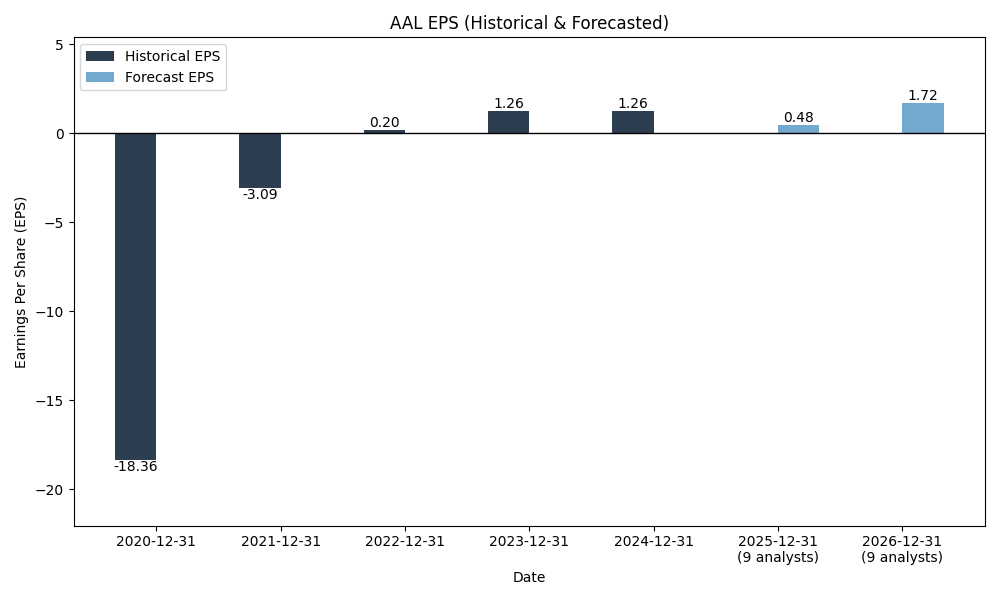 AAL EPS (Historical & Forecasted)
Historical EPS
Forecast EPS
Earnings Per Share (EPS)
5
0
−5
−10
−15
−20
-18.36
-3.09
0.20
1.26
1.26
0.48
1.72
2020-12-31
2021-12-31
2022-12-31
2023-12-31
2024-12-31
2025-12-31
(9 analysts)
2026-12-31
(9 analysts)
Date